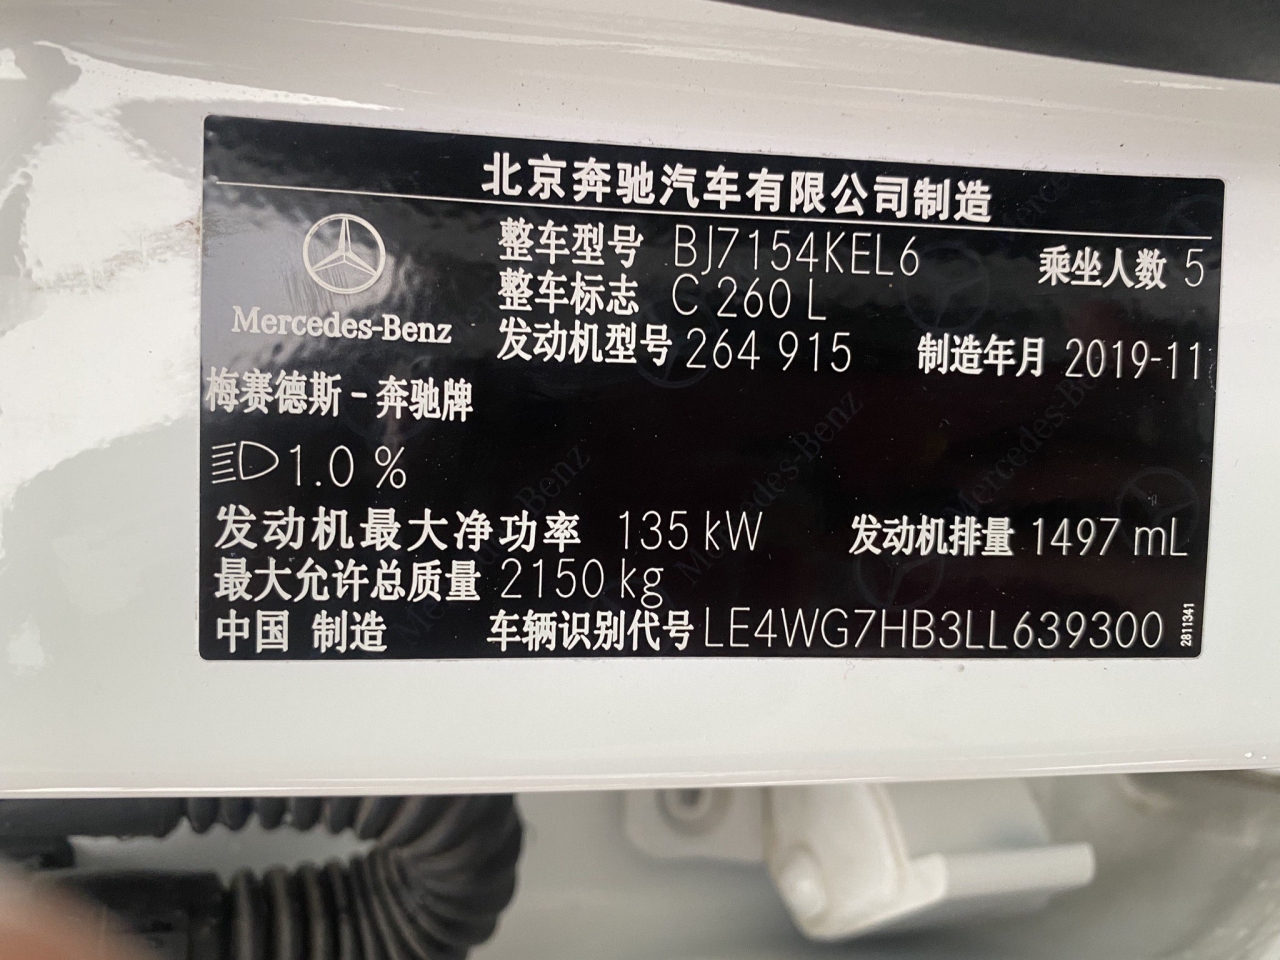 北京奔驰汽车有限公司制造
整车型号 BJ7154KEL6 乘坐人数 5
整车标志 C 260 L
Mercedes-Benz
发动机型号 264 915 制造年月 2019-11
梅赛德斯-奔驰牌
1.0 %
发动机最大净功率 135 kW 发动机排量 1497 mL
最大允许总质量 2150 kg
中国 制造 车辆识别代号 LE4WG7HB3LL639300
2811341